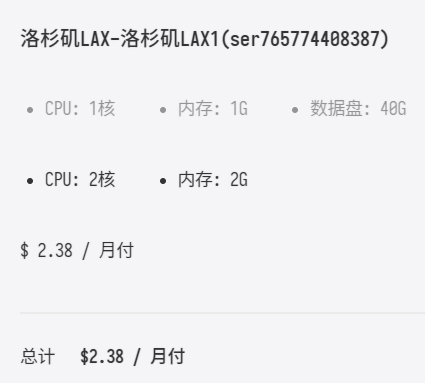 洛杉矶LAX-洛杉矶LAX1(ser765774408387)
• CPU: 1核 • 内存: 1G • 数据盘: 40G
• CPU: 2核 • 内存: 2G
$ 2.38 / 月付
总计 $2.38 / 月付